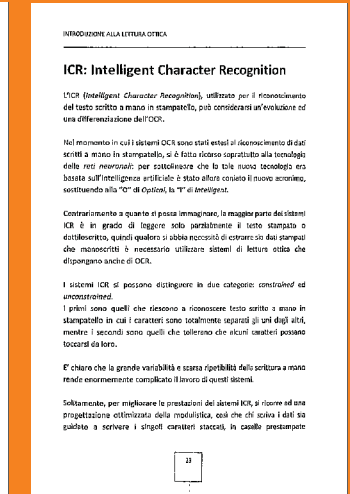 INTRODUZIONE ALLA LETTURA OTTICA
ICR: Intelligent Character Recognition
L'ICR (Intelligent Character Recognition), utilizzato per il riconoscimento
del testo scritto a mano in stampatello, può considerarsi un'evoluzione ed
una differenziazione dell'OCR.
Nel momento in cui i sistemi OCR sono stati estesi al riconoscimento di dati
scritti a mano in stampatello, si è fatto ricorso soprattutto alla tecnologia
delle reti neuronali: per sottolineare che la tale nuova tecnologia era
basata sull'intelligenza artificiale è stato allora coniato il nuovo acronimo,
sostituendo alla "O" di Optical, la "I" di Intelligent.
Contrariamente a quanto si possa immaginare, la maggior parte dei sistemi
ICR è in grado di leggere solo parzialmente il testo stampato o
dattiloscritto, quindi qualora si abbia necessità di estrarre sia dati stampati
che manoscritti è necessario utilizzare sistemi di lettura ottica che
dispongano anche di OCR.
I sistemi ICR si possono distinguere in due categorie: constrained ed
unconstrained.
I primi sono quelli che riescono a riconoscere testo scritto a mano in
stampatello in cui i caratteri sono totalmente separati gli uni dagli altri,
mentre i secondi sono quelli che tollerano che alcuni caratteri possano
toccarsi da loro.
E' chiaro che la grande variabilità e scarsa ripetibilità della scrittura a mano
rende enormemente complicato il lavoro di questi sistemi.
Solitamente, per migliorare le prestazioni dei sistemi ICR, si ricorre ad una
progettazione ottimizzata della modulistica, così che chi scriva i dati sia
guidato a scrivere i singoli caratteri staccati, in caselle prestampate
23